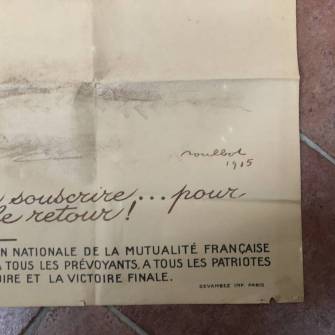 poulbot
1915
souscrire... pour
le retour!
N NATIONALE DE LA MUTUALITÉ FRANÇAISE
A TOUS LES PRÉVOYANTS, A TOUS LES PATRIOTES
OIRE ET LA VICTOIRE FINALE.
DEVAMBEZ IMP. PARIS